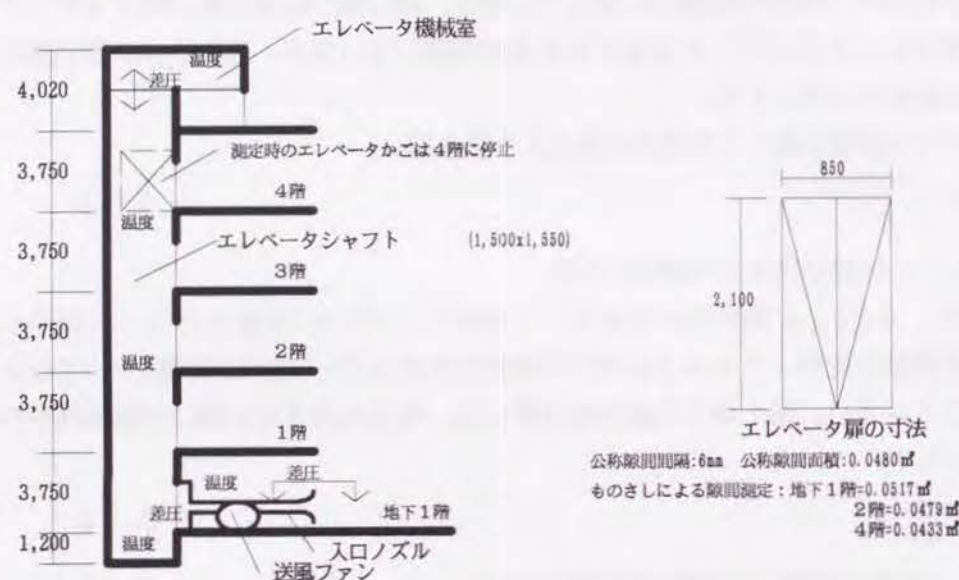 エレベータ機械室
温度
差圧
4,020
測定時のエレベータかごは4階に停止
3,750
4階
温度
エレベータシャフト
(1,500x1,550)
3,750
3階
3,750
温度
2階
3,750
1階
差圧
温度
3,750
差圧
地下1階
1,200
温度
入口ノズル
送風ファン
850
2,100
エレベータ扉の寸法
公称隙間間隔:6mm 公称隙間面積:0.0480㎡
ものさしによる隙間測定:地下1階=0.0517㎡
2階=0.0479㎡
4階=0.0433㎡